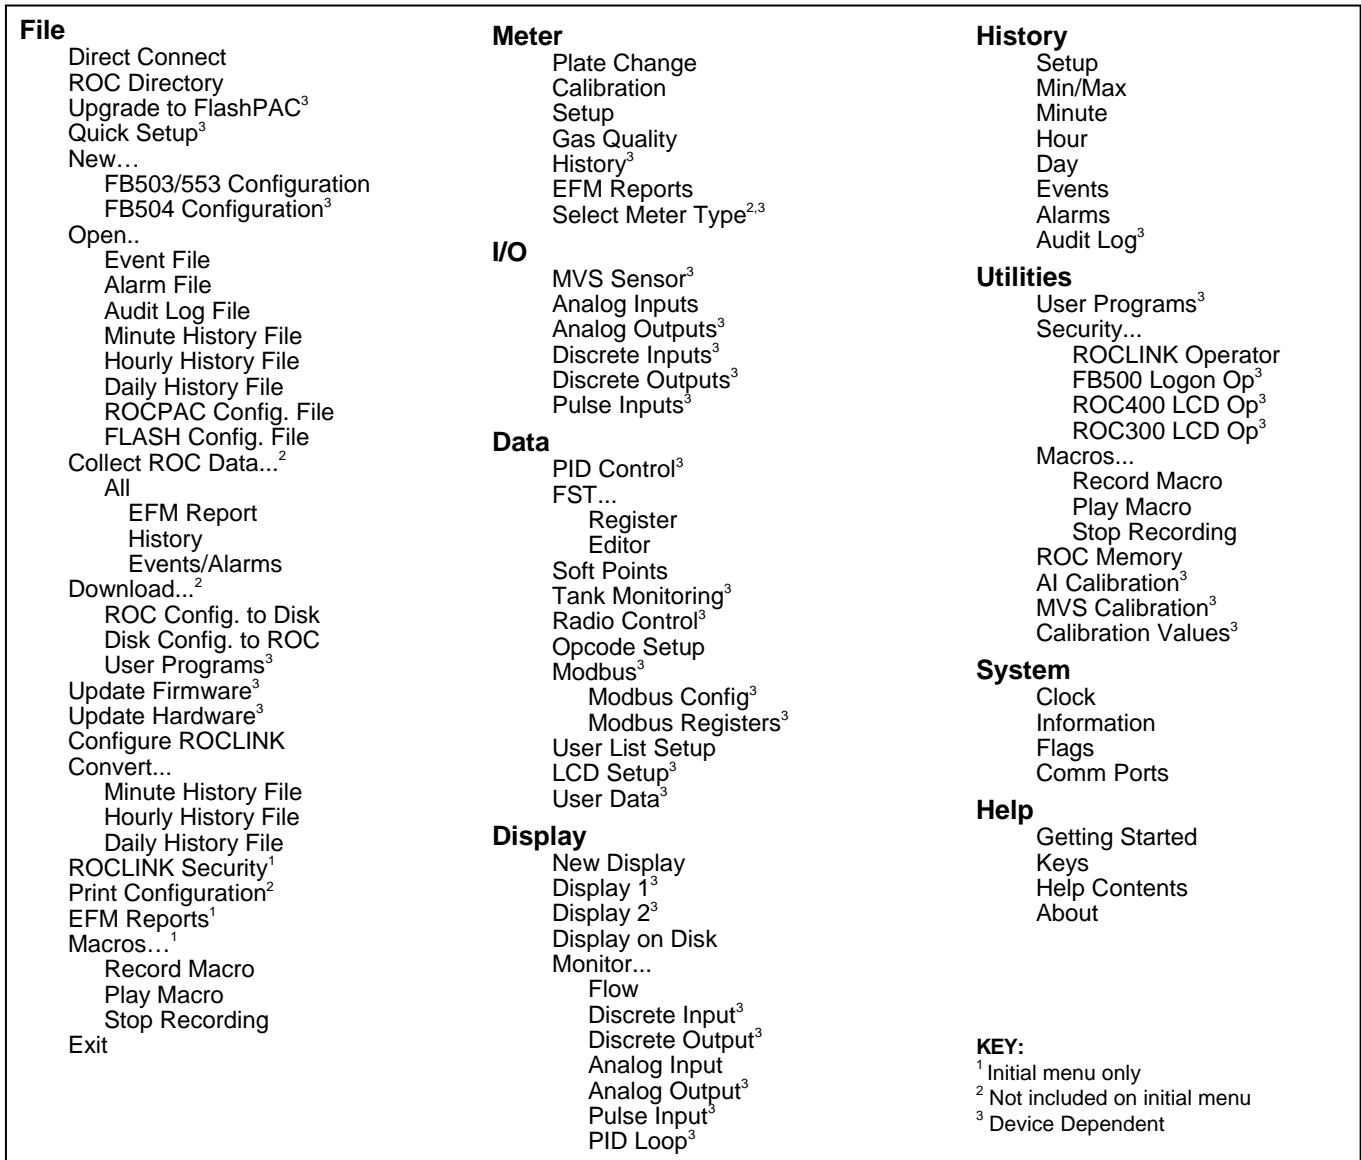 File
Direct Connect
ROC Directory
Upgrade to FlashPAC³
Quick Setup³
New…
FB503/553 Configuration
FB504 Configuration³
Open..
Event File
Alarm File
Audit Log File
Minute History File
Hourly History File
Daily History File
ROCPAC Config. File
FLASH Config. File
Collect ROC Data...²
All
EFM Report
History
Events/Alarms
Download...²
ROC Config. to Disk
Disk Config. to ROC
User Programs³
Update Firmware³
Update Hardware³
Configure ROCLINK
Convert...
Minute History File
Hourly History File
Daily History File
ROCLINK Security¹
Print Configuration²
EFM Reports¹
Macros…¹
Record Macro
Play Macro
Stop Recording
Exit
Meter
Plate Change
Calibration
Setup
Gas Quality
History³
EFM Reports
Select Meter Type²,³
I/O
MVS Sensor³
Analog Inputs
Analog Outputs³
Discrete Inputs³
Discrete Outputs³
Pulse Inputs³
Data
PID Control³
FST...
Register
Editor
Soft Points
Tank Monitoring³
Radio Control³
Opcode Setup
Modbus³
Modbus Config³
Modbus Registers³
User List Setup
LCD Setup³
User Data³
Display
New Display
Display 1³
Display 2³
Display on Disk
Monitor...
Flow
Discrete Input³
Discrete Output³
Analog Input
Analog Output³
Pulse Input³
PID Loop³
History
Setup
Min/Max
Minute
Hour
Day
Events
Alarms
Audit Log³
Utilities
User Programs³
Security...
ROCLINK Operator
FB500 Logon Op³
ROC400 LCD Op³
ROC300 LCD Op³
Macros...
Record Macro
Play Macro
Stop Recording
ROC Memory
AI Calibration³
MVS Calibration³
Calibration Values³
System
Clock
Information
Flags
Comm Ports
Help
Getting Started
Keys
Help Contents
About
KEY:
¹ Initial menu only
² Not included on initial menu
³ Device Dependent